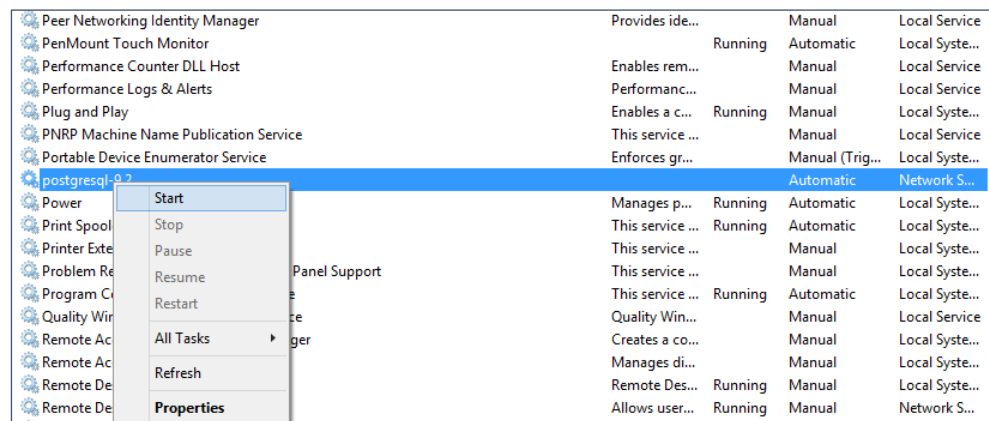 Peer Networking Identity Manager Provides ide... Manual Local Service
PenMount Touch Monitor Running Automatic Local Syste...
Performance Counter DLL Host Enables rem... Manual Local Service
Performance Logs & Alerts Performanc... Manual Local Service
Plug and Play Enables a c... Running Manual Local Syste...
PNRP Machine Name Publication Service This service ... Manual Local Service
Portable Device Enumerator Service Enforces gr... Manual (Trig... Local Syste...
postgresql-9.2 Automatic Network S...
Power Manages p... Running Automatic Local Syste...
Print Spool This service ... Running Automatic Local Syste...
Printer Exte This service ... Manual Local Syste...
Problem Re Panel Support This service ... Manual Local Syste...
Program Co e This service ... Running Automatic Local Syste...
Quality Win ce Quality Win... Manual Local Service
Remote Ac ger Creates a co... Manual Local Syste...
Remote Ac Manages di... Manual Local Syste...
Remote De Remote Des... Running Manual Local Syste...
Remote De Allows user... Running Manual Network S...
Start
Stop
Pause
Resume
Restart
All Tasks
Refresh
Properties